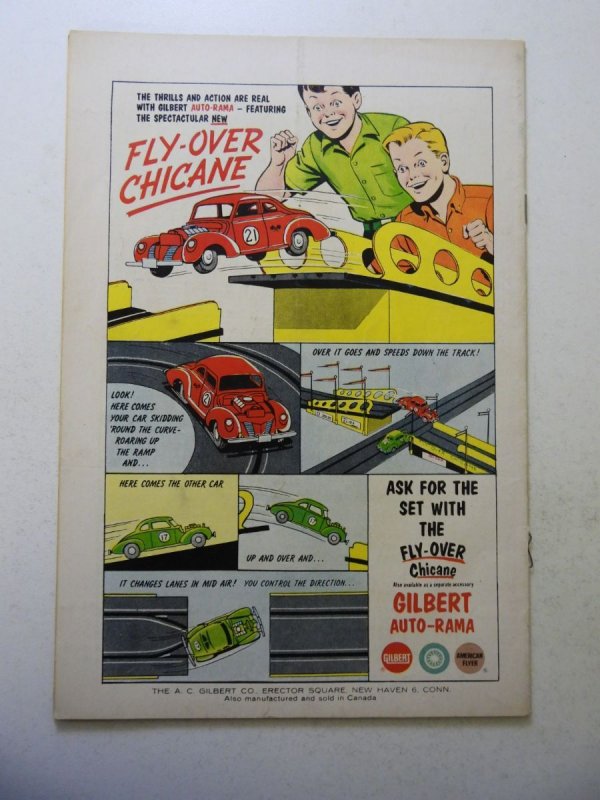 THE THRILLS AND ACTION ARE REAL
WITH GILBERT AUTO-RAMA – FEATURING
THE SPECTACULAR NEW
FLY-OVER
CHICANE
21
LOOK!
HERE COMES
YOUR CAR SKIDDING
'ROUND THE CURVE-
ROARING UP
THE RAMP
AND...
21
OVER IT GOES AND SPEEDS DOWN THE TRACK!
HERE COMES THE OTHER CAR
17
17
UP AND OVER AND...
IT CHANGES LANES IN MID AIR! YOU CONTROL THE DIRECTION...
ASK FOR THE
SET WITH
THE
FLY-OVER
Chicane
Also available as a separate accessory
GILBERT
AUTO-RAMA
GILBERT
AMERICAN
FLYER
THE A. C. GILBERT CO., ERECTOR SQUARE, NEW HAVEN 6, CONN.
Also manufactured and sold in Canada